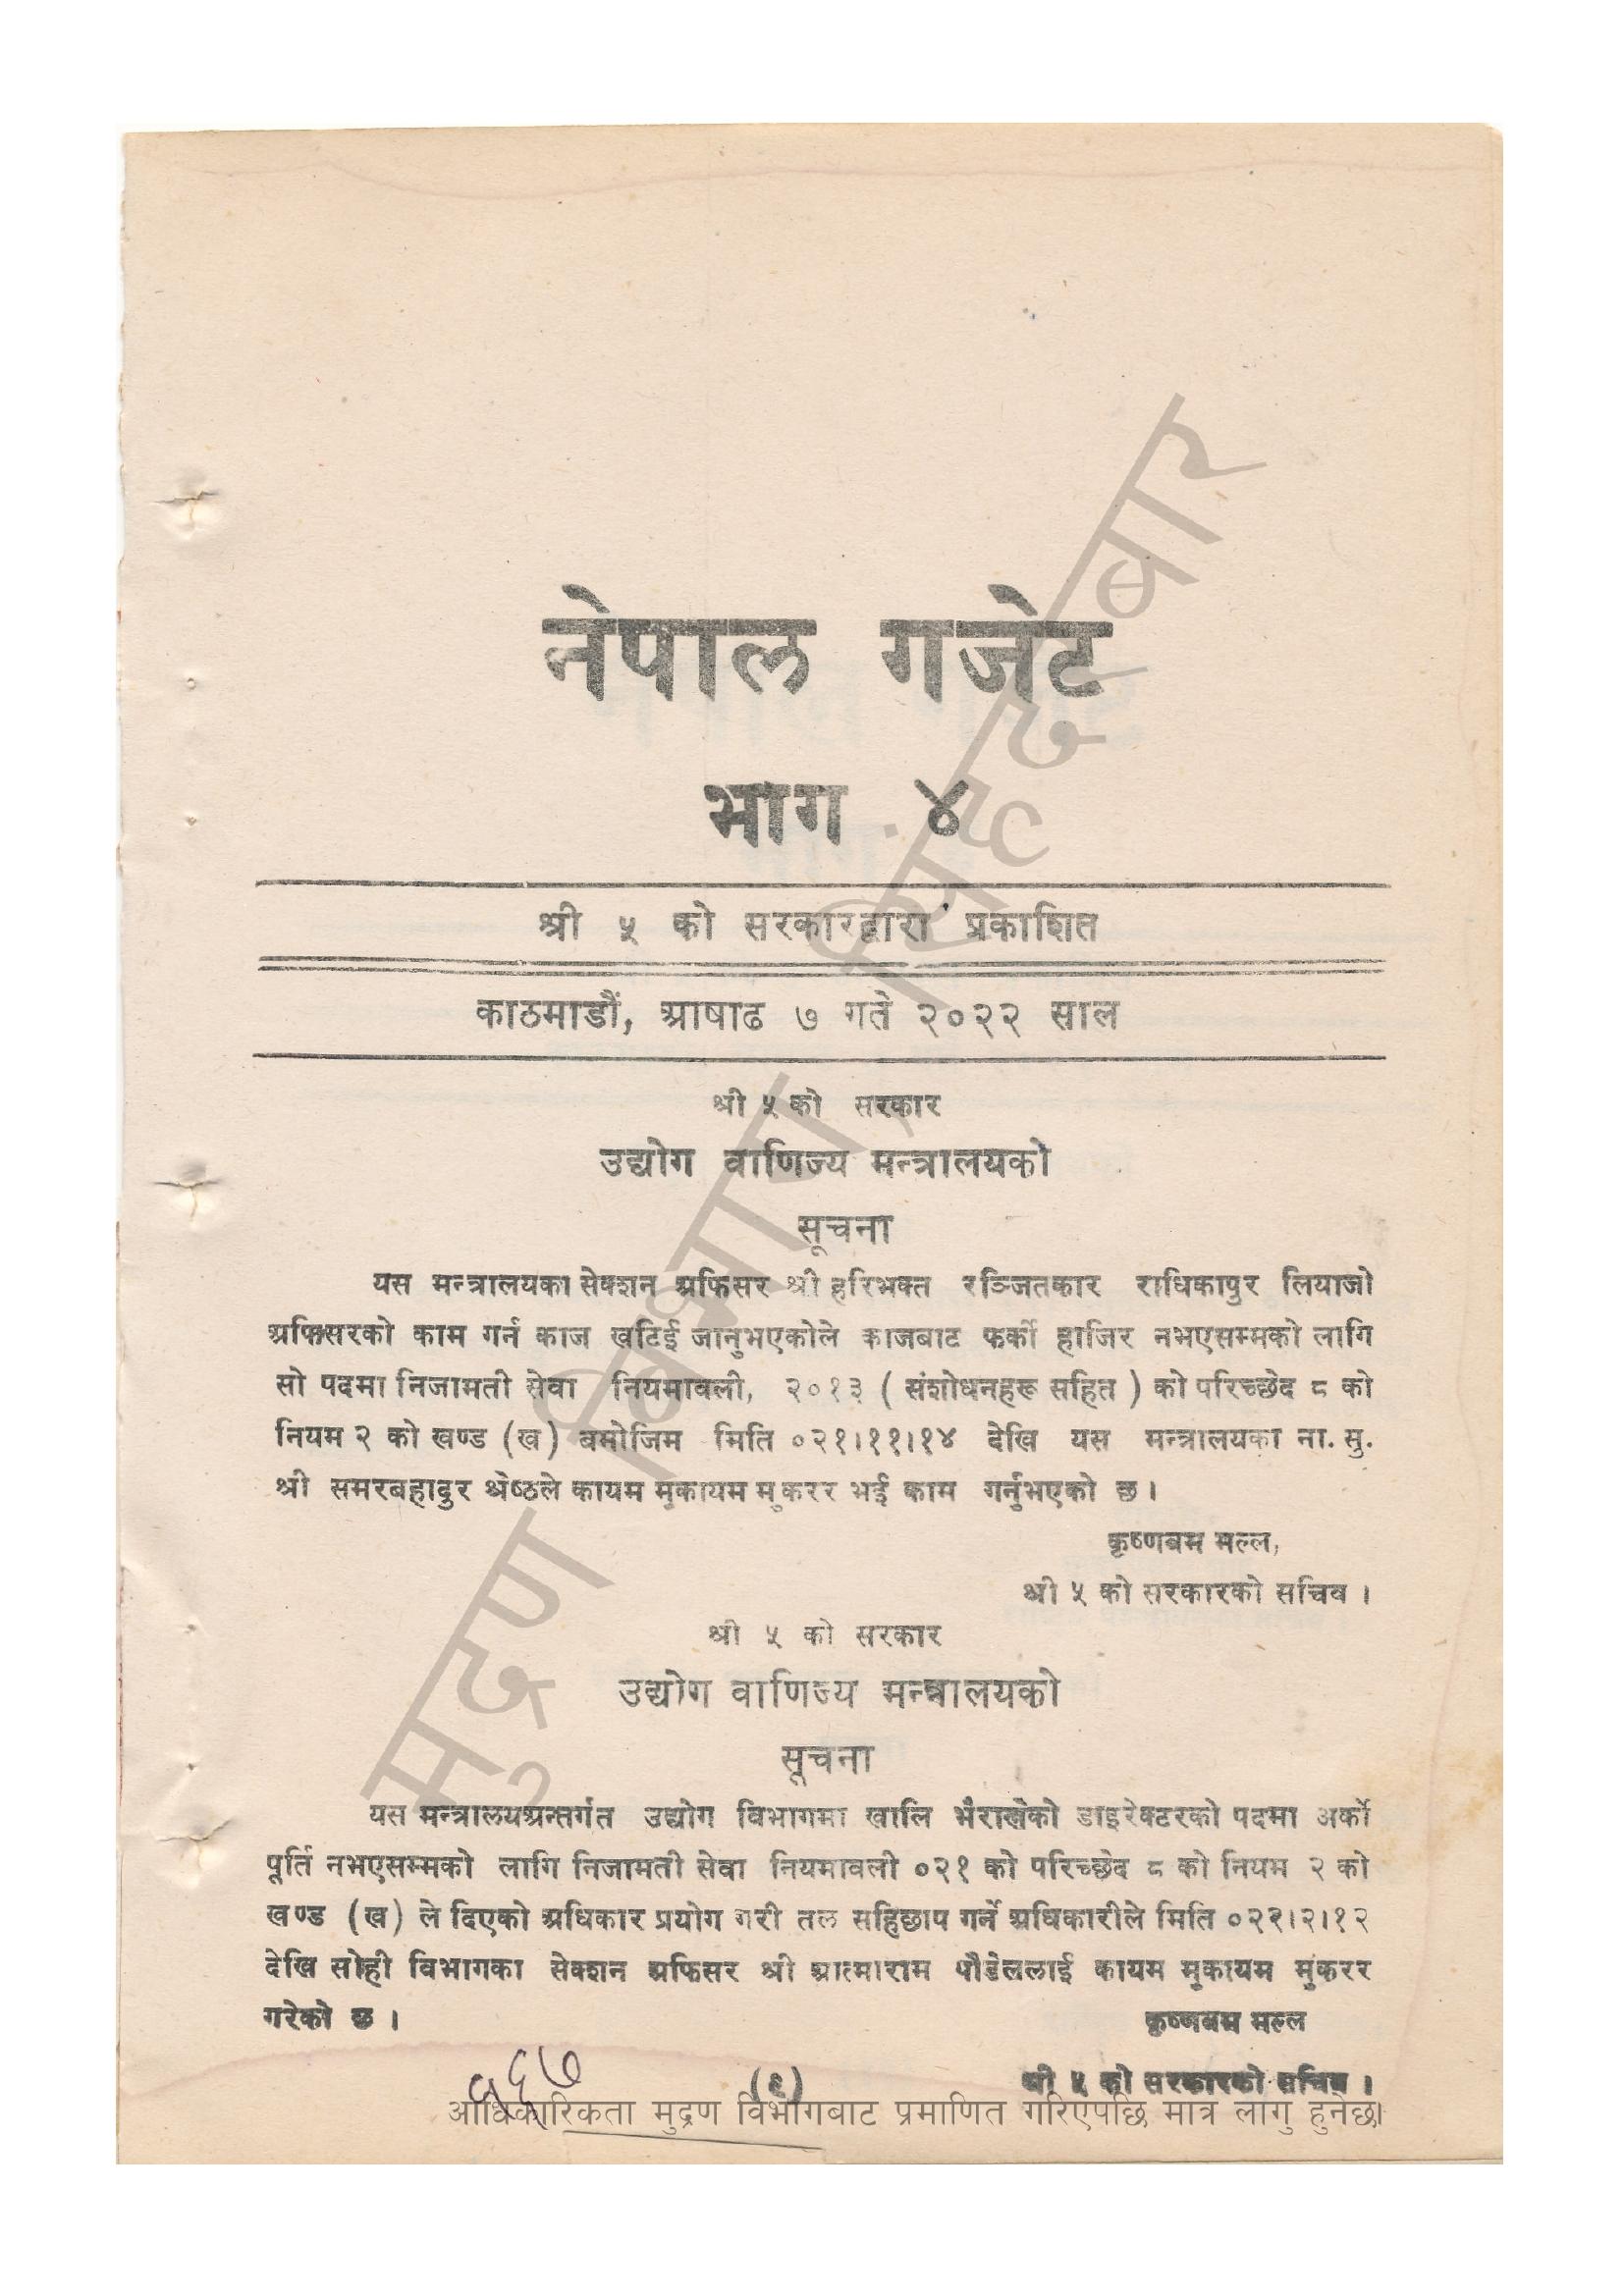 नेपाल गजेट
भाग ४
श्री ५ को सरकारद्वारा प्रकाशित
काठमाडौं, आषाढ ७ गते २०२२ साल
श्री ५ को सरकार
उद्योग वाणिज्य मन्त्रालयको
सूचना
यस मन्त्रालयका सेक्शन अफिसर श्री हरिभक्त रञ्जितकार राधिकापुर लियाजो
अफिसरको काम गर्न काज खटिई जानुभएकोले काजबाट फर्की हाजिर नभएसम्मको लागि
सो पदमा निजामती सेवा नियमावली, २०१३ ( संशोधनहरू सहित ) को परिच्छेद ८ को
नियम २ को खण्ड (ख) बमोजिम मिति ०२१।११।१४ देखि यस मन्त्रालयका ना. सु.
श्री समरबहादुर श्रेष्ठले कायम मुकायम मुकरर भई काम गर्नुभएको छ ।
कृष्णबम मल्ल,
श्री ५ को सरकारको सचिव ।
श्री ५ को सरकार
उद्योग वाणिज्य मन्त्रालयको
सूचना
यस मन्त्रालयअन्तर्गत उद्योग विभागमा खालि भैराखेको डाइरेक्टरको पदमा अर्को
पूर्ति नभएसम्मको लागि निजामती सेवा नियमावली ०२१ को परिच्छेद ८ को नियम २ को
खण्ड (ख) ले दिएको अधिकार प्रयोग गरी तल सहिछाप गर्ने अधिकारीले मिति ०२२।२।१२
देखि सोही विभागका सेक्शन अफिसर श्री आत्माराम पौडेललाई कायम मुकायम मुकरर
गरेको छ ।
कृष्णबम मल्ल
श्री ५ को सरकारको सचिव ।
१६७
आधिकारिकता मुद्रण विभागबाट प्रमाणित गरिएपछि मात्र लागु हुनेछ।
मुद्रण विभाग, सिंहदरबार